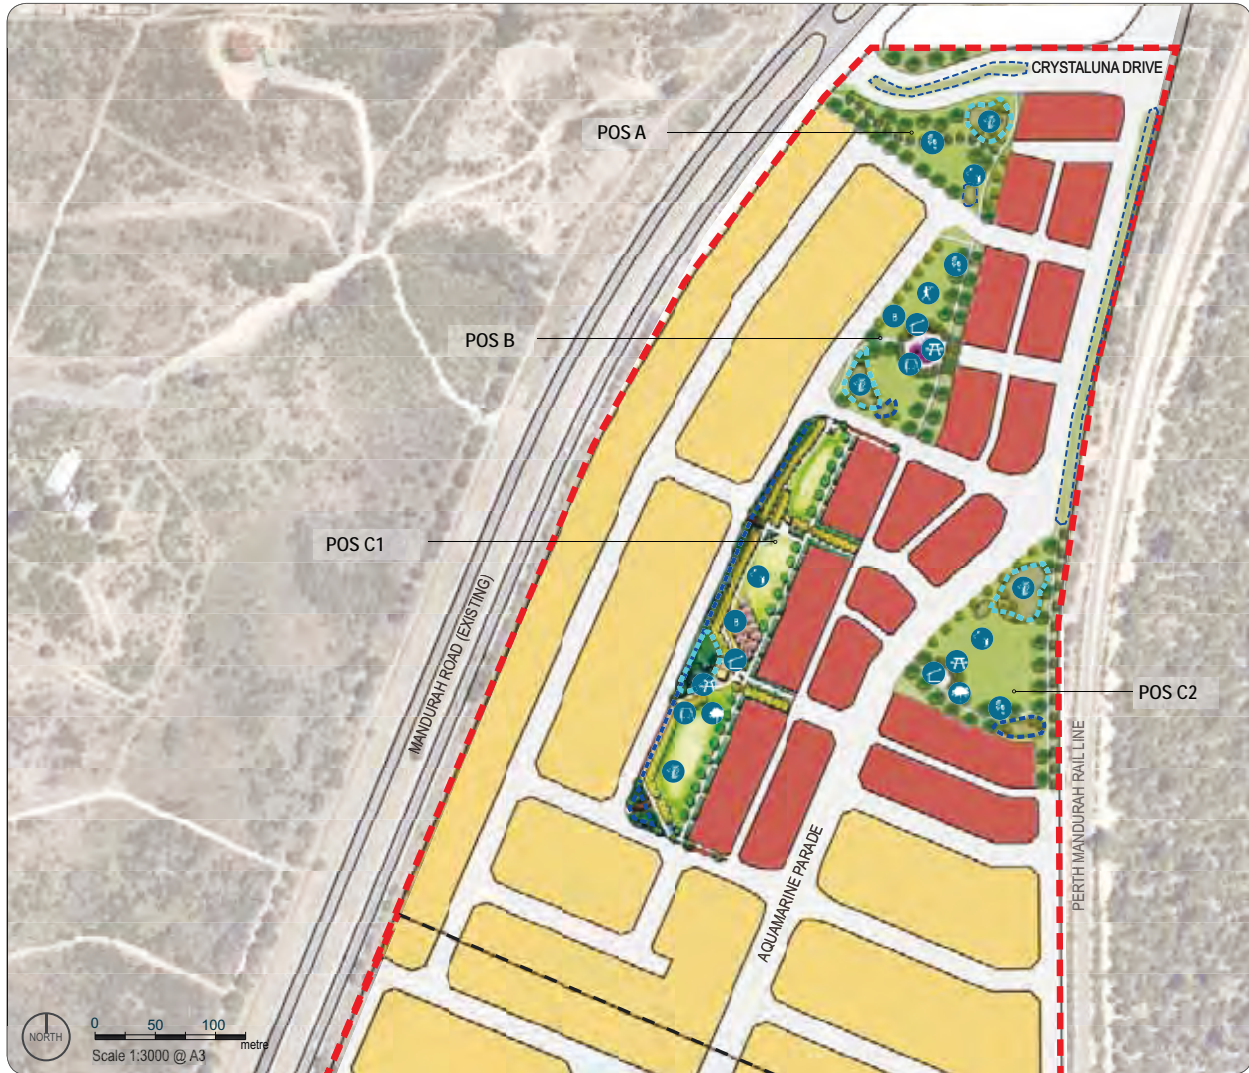 CRYSTALUNA DRIVE
POS A
POS B
POS C1
MANDURAH ROAD (EXISTING)
POS C2
PERTH MANDURAH RAIL LINE
AQUAMARINE PARADE
NORTH
0 50 100
metre
Scale 1:3000 @ A3